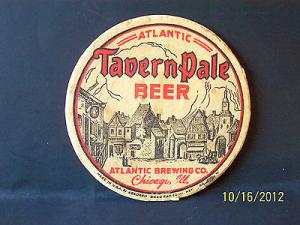 ATLANTIC
Tavern Pale
BEER
ATLANTIC BREWING CO.
Chicago, Ill.
10/16/2012